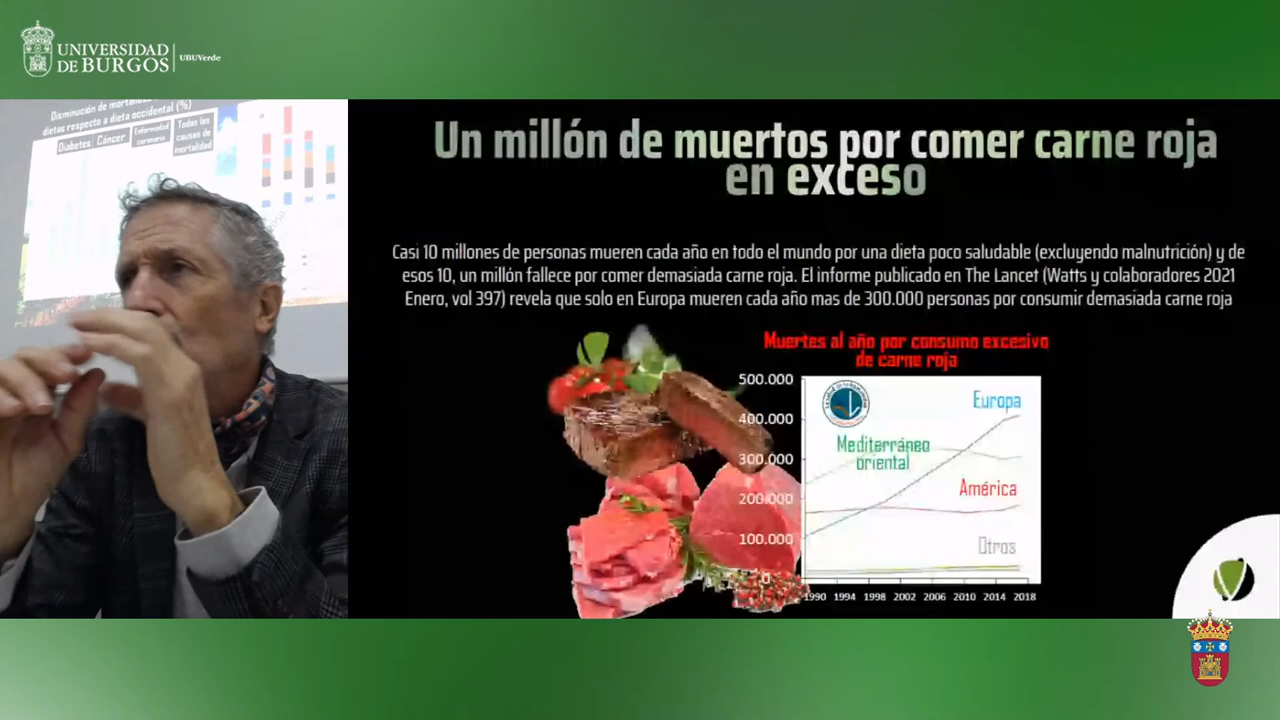 UNIVERSIDAD
DE BURGOS
UBUVerde
dietas respecto a dieta occidental (%)
Diabetes
Cáncer
Enfermedad
coronaria
Todas las
causas de
mortalidad
Un millón de muertos por comer carne roja
en exceso
Casi 10 millones de personas mueren cada año en todo el mundo por una dieta poco saludable (excluyendo malnutrición) y de
esos 10, un millón fallece por comer demasiada carne roja. El informe publicado en The Lancet (Watts y colaboradores 2021
Enero, vol 397) revela que solo en Europa mueren cada año mas de 300.000 personas por consumir demasiada carne roja
Muertes al año por consumo excesivo
de carne roja
500.000
400.000
300.000
200.000
100.000
0
Europa
Mediterráneo
oriental
América
Otros
1990 1994 1998 2002 2006 2010 2014 2018